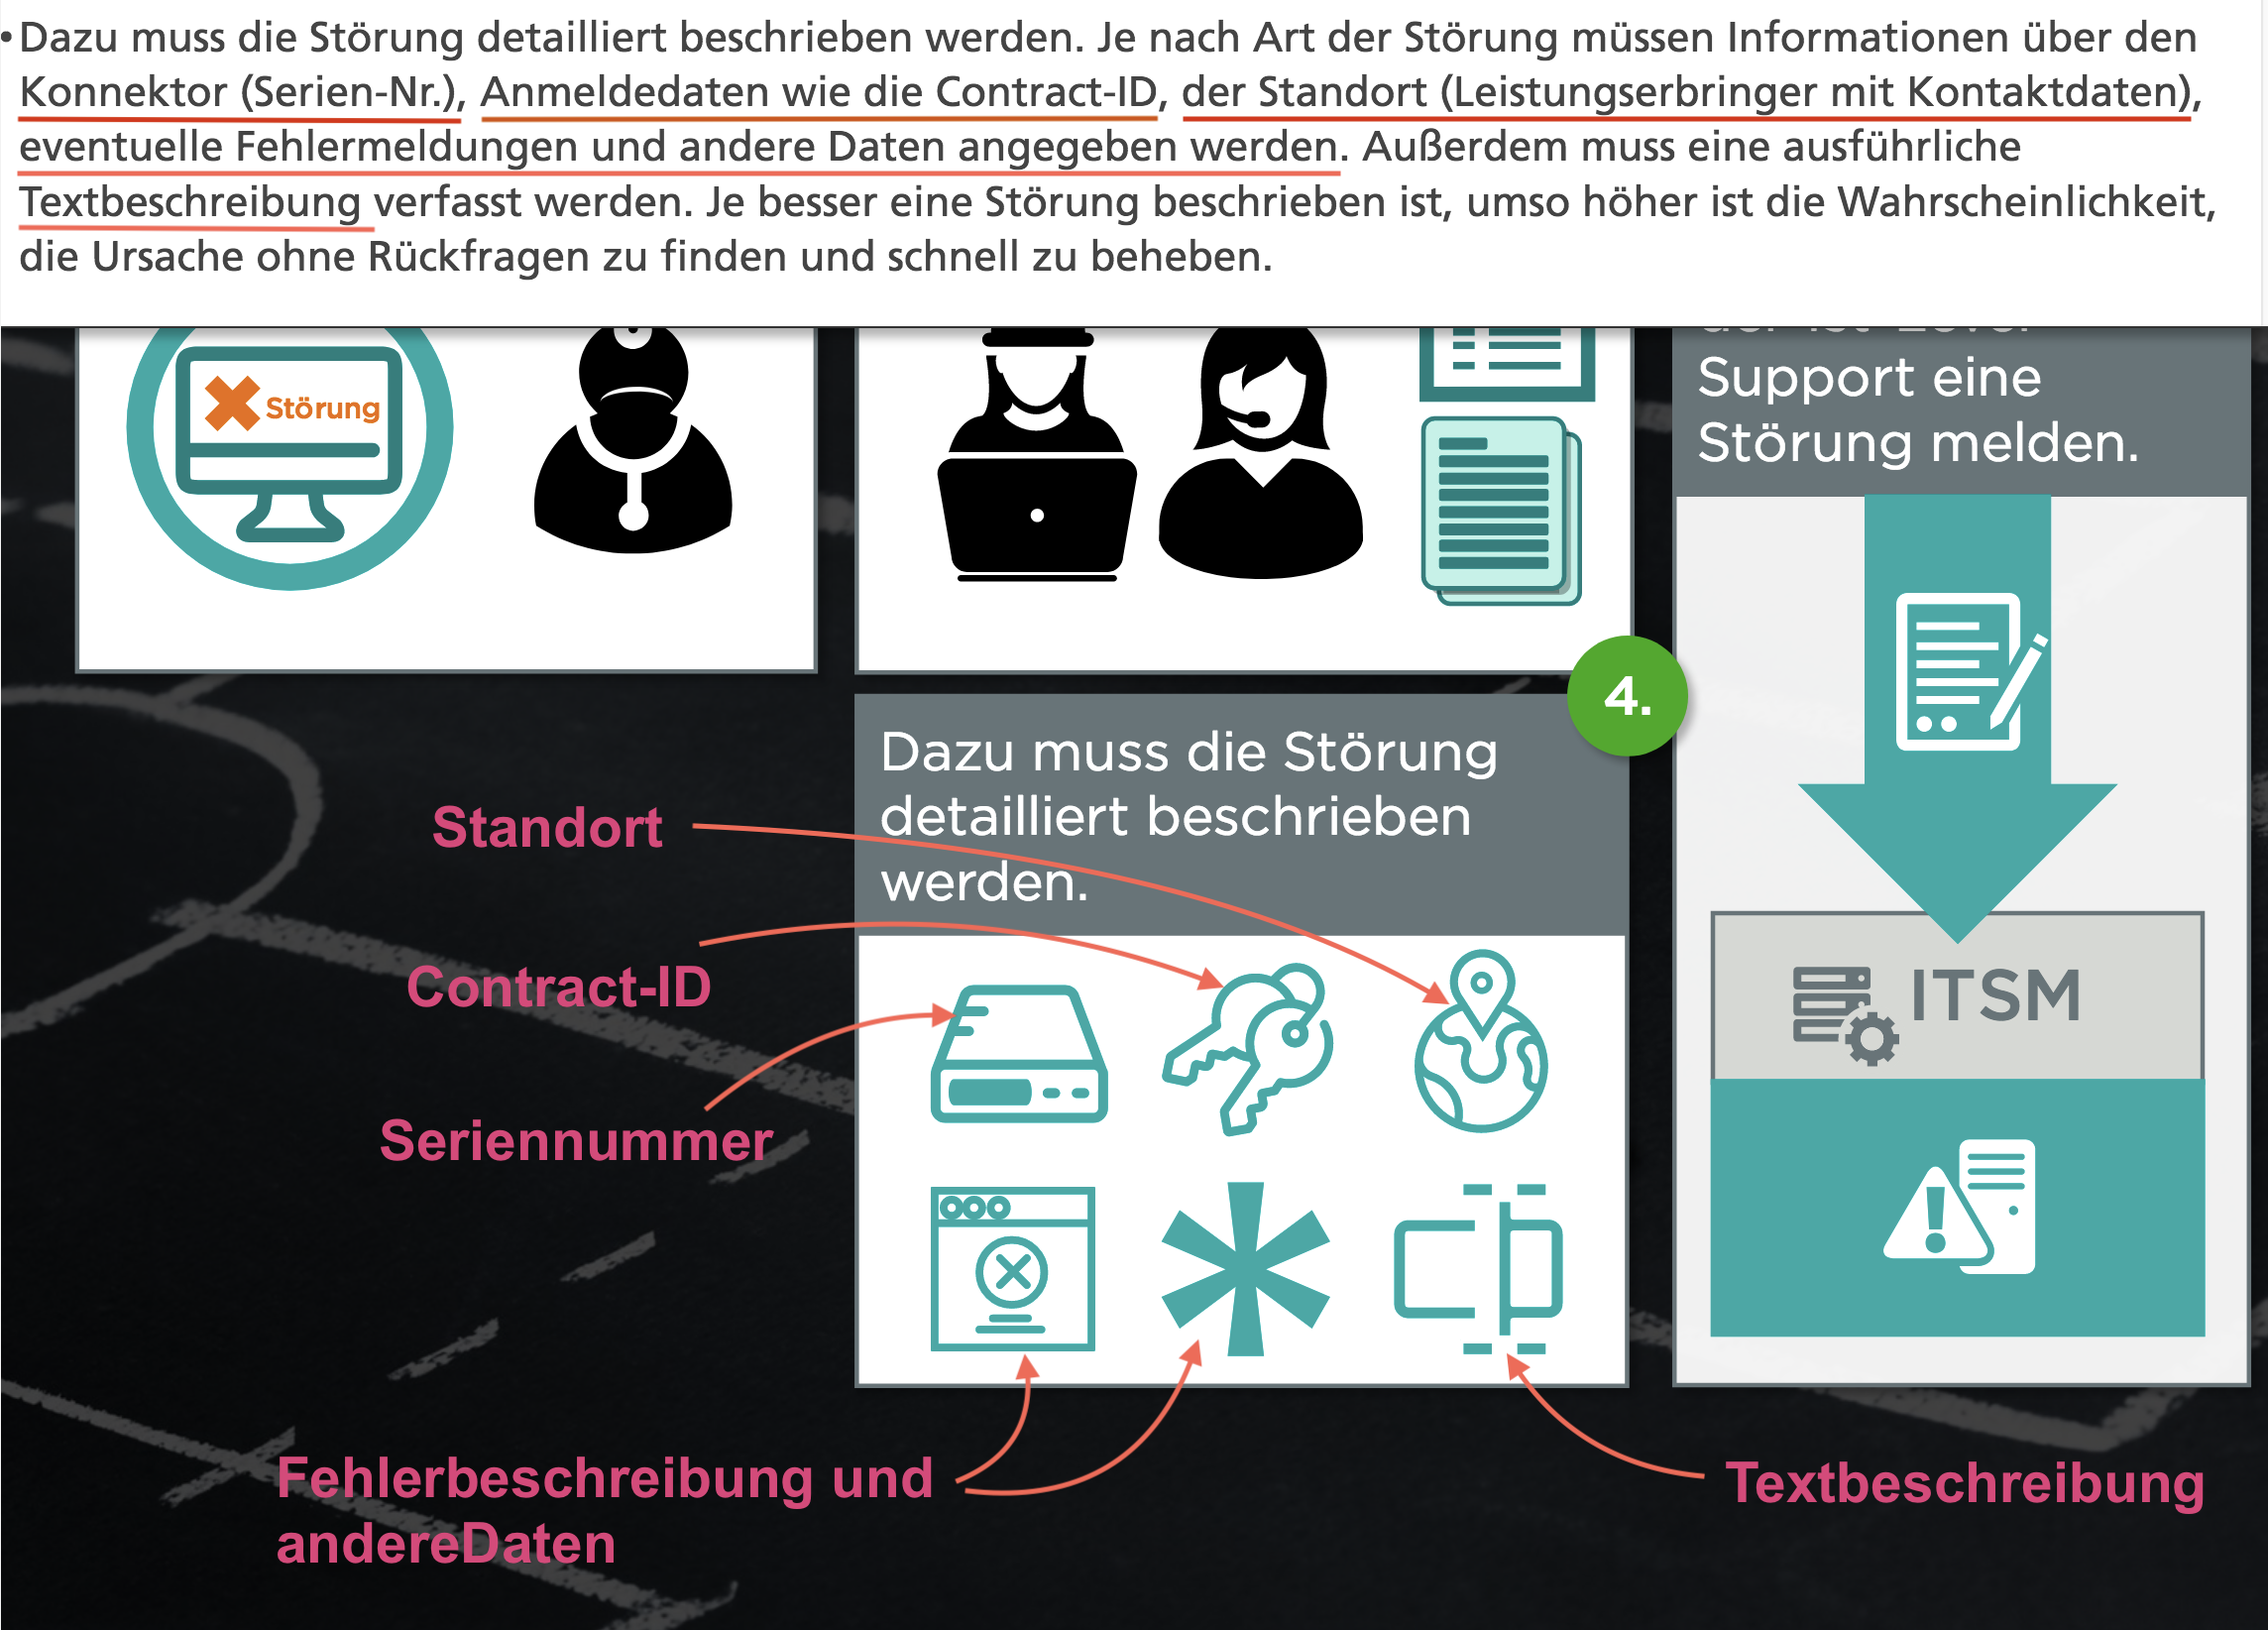 •Dazu muss die Störung detailliert beschrieben werden. Je nach Art der Störung müssen Informationen über den
Konnektor (Serien-Nr.), Anmeldedaten wie die Contract-ID, der Standort (Leistungserbringer mit Kontaktdaten),
eventuelle Fehlermeldungen und andere Daten angegeben werden. Außerdem muss eine ausführliche
Textbeschreibung verfasst werden. Je besser eine Störung beschrieben ist, umso höher ist die Wahrscheinlichkeit,
die Ursache ohne Rückfragen zu finden und schnell zu beheben.
Störung
Support eine
Störung melden.
4.
Dazu muss die Störung
detailliert beschrieben
werden.
Standort
Contract-ID
Seriennummer
ITSM
Fehlerbeschreibung und
andereDaten
Textbeschreibung